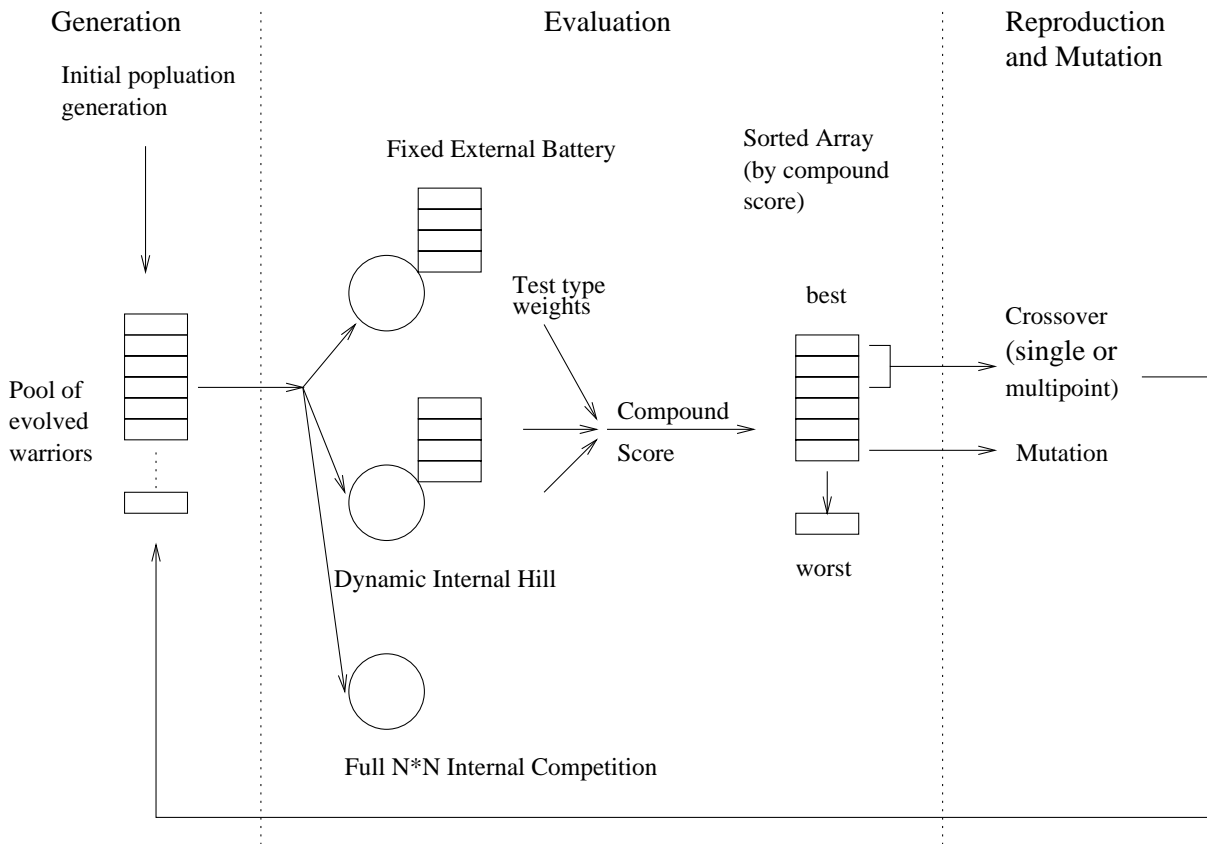 Generation
Evaluation
Reproduction
and Mutation
Initial popluation
generation
Fixed External Battery
Sorted Array
(by compound
score)
Test type
weights
best
Crossover
(single or
multipoint)
Pool of
evolved
warriors
Compound
Score
Mutation
worst
Dynamic Internal Hill
Full N*N Internal Competition